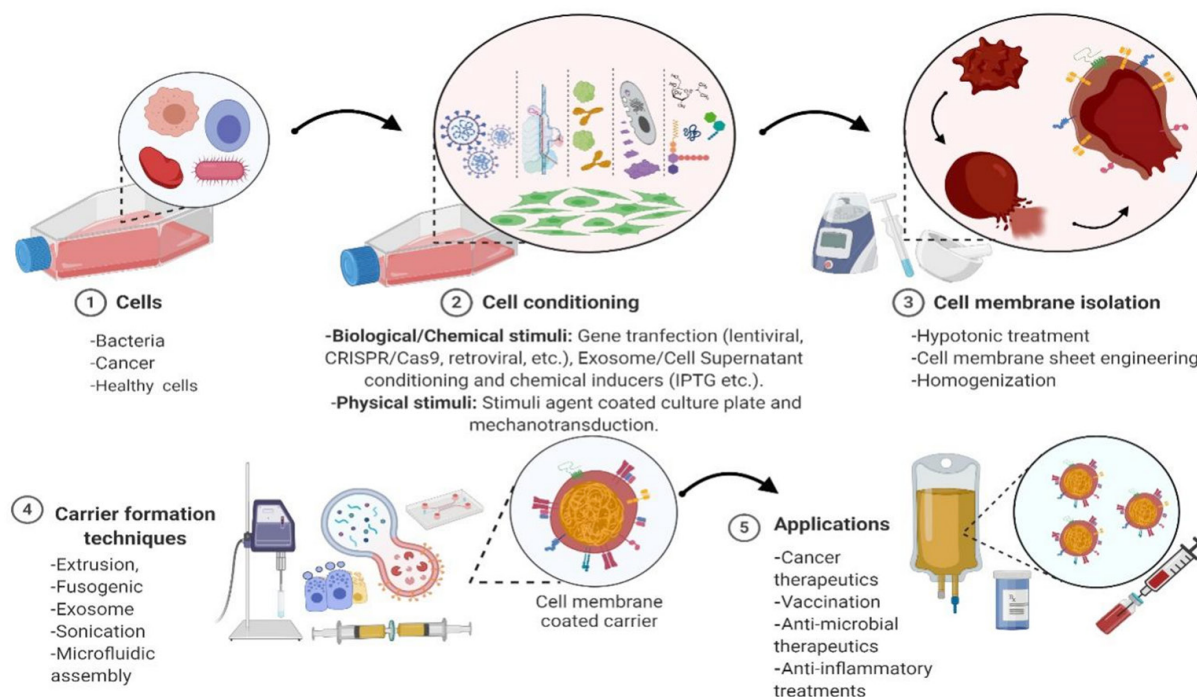 1 Cells
-Bacteria
-Cancer
-Healthy cells
2 Cell conditioning
-Biological/Chemical stimuli: Gene tranfection (lentiviral,
CRISPR/Cas9, retroviral, etc.), Exosome/Cell Supernatant
conditioning and chemical inducers (IPTG etc.).
-Physical stimuli: Stimuli agent coated culture plate and
mechanotransduction.
3 Cell membrane isolation
-Hypotonic treatment
-Cell membrane sheet engineering
-Homogenization
4 Carrier formation
techniques
-Extrusion,
-Fusogenic
-Exosome
-Sonication
-Microfluidic
assembly
Cell membrane
coated carrier
5 Applications
-Cancer
therapeutics
-Vaccination
-Anti-microbial
therapeutics
-Anti-inflammatory
treatments